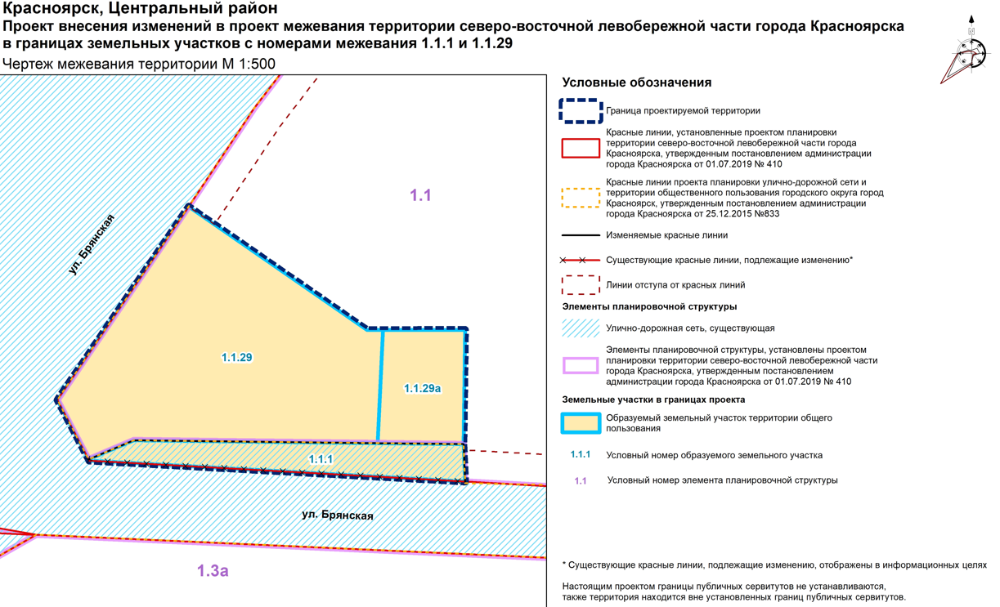 Красноярск, Центральный район
Проект внесения изменений в проект межевания территории северо-восточной левобережной части города Красноярска
в границах земельных участков с номерами межевания 1.1.1 и 1.1.29
Чертеж межевания территории М 1:500
N
1.1
ул. Брянская
1.1.29
1.1.29а
1.1.1
ул. Брянская
1.3а
Условные обозначения
Граница проектируемой территории
Красные линии, установленные проектом планировки
территории северо-восточной левобережной части города
Красноярска, утвержденным постановлением администрации
города Красноярска от 01.07.2019 № 410
Красные линии проекта планировки улично-дорожной сети и
территории общественного пользования городского округа город
Красноярск, утвержденным постановлением администрации
города Красноярска от 25.12.2015 №833
Изменяемые красные линии
Существующие красные линии, подлежащие изменению*
Линии отступа от красных линий
Элементы планировочной структуры
Улично-дорожная сеть, существующая
Элементы планировочной структуры, установлены проектом
планировки территории северо-восточной левобережной части
города Красноярска, утвержденным постановлением
администрации города Красноярска от 01.07.2019 № 410
Земельные участки в границах проекта
Образуемый земельный участок территории общего
пользования
1.1.1 Условный номер образуемого земельного участка
1.1 Условный номер элемента планировочной структуры
* Существующие красные линии, подлежащие изменению, отображены в информационных целях
Настоящим проектом границы публичных сервитутов не устанавливаются,
также территория находится вне установленных границ публичных сервитутов.